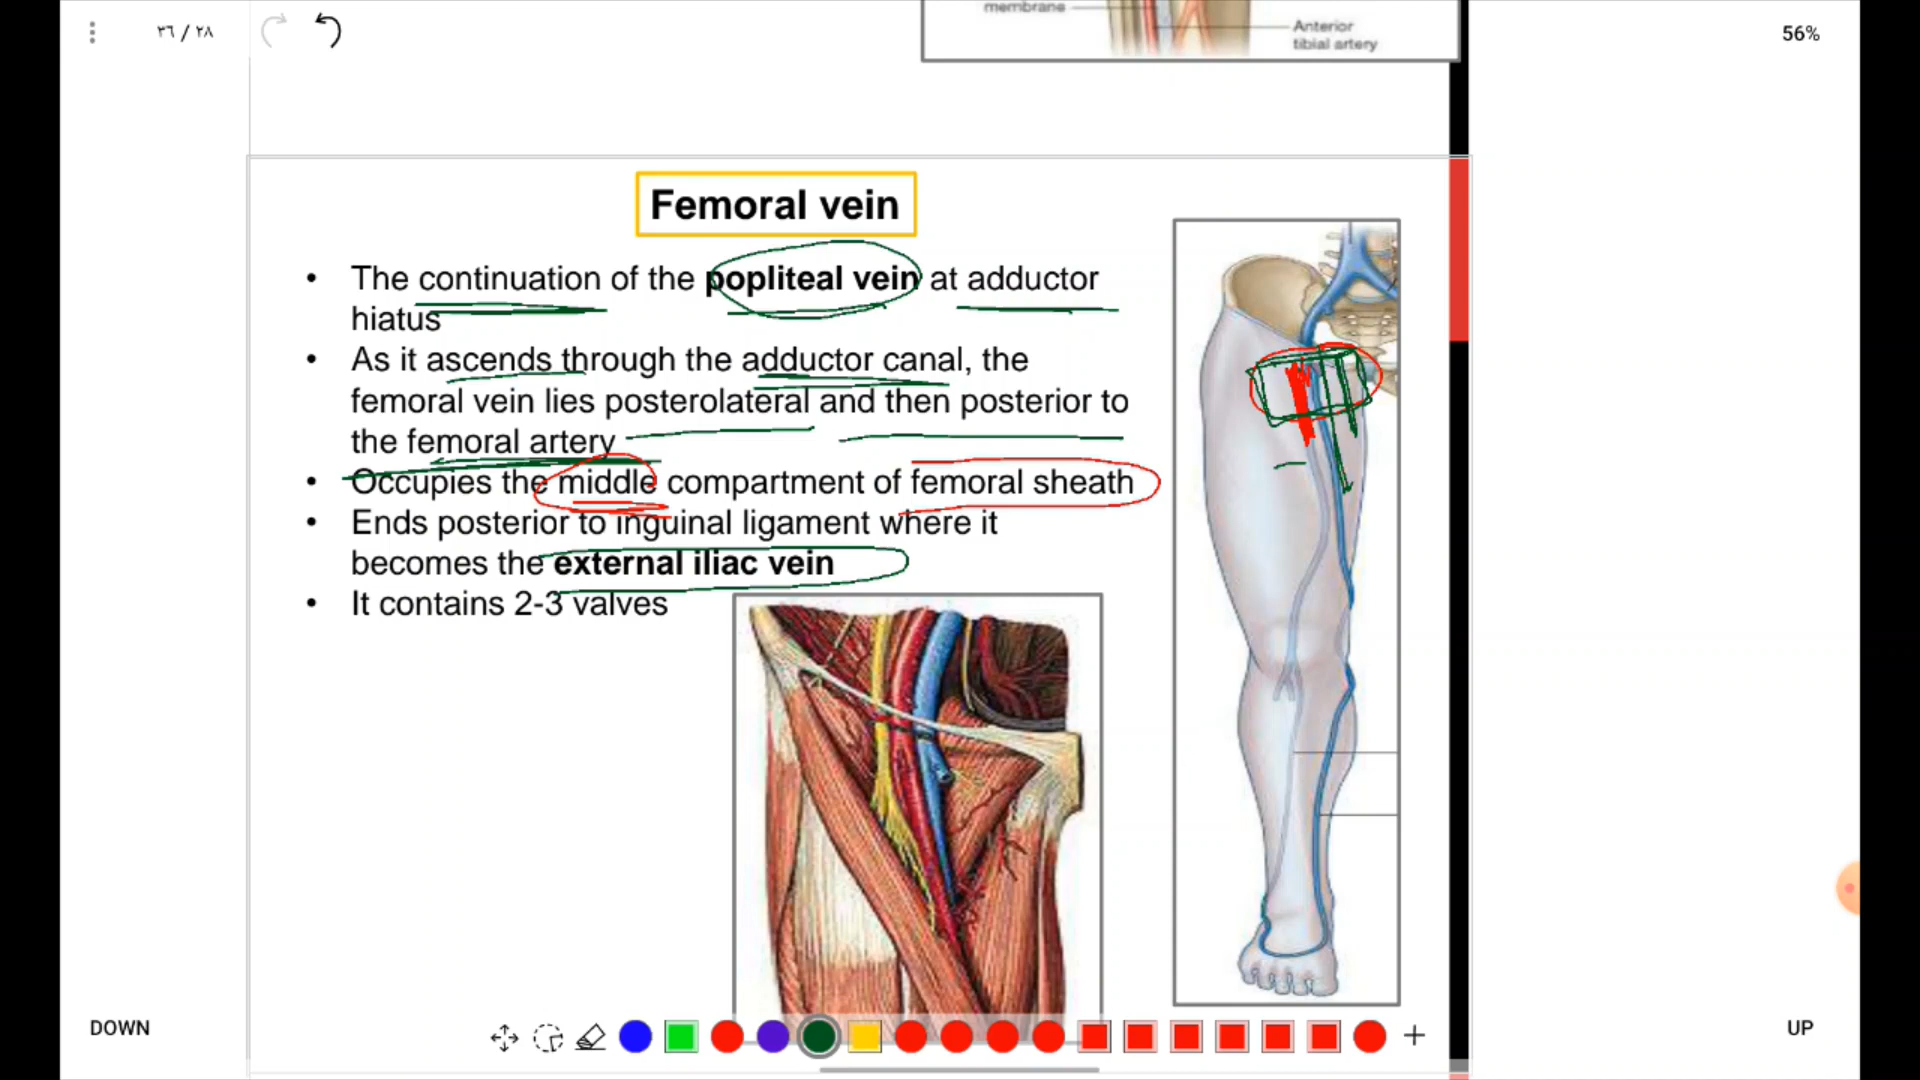 ٣٦ / ٢٨
56%
membrane
Anterior
tibial artery
Femoral vein
• The continuation of the popliteal vein at adductor
hiatus
• As it ascends through the adductor canal, the
femoral vein lies posterolateral and then posterior to
the femoral artery
• Occupies the middle compartment of femoral sheath
• Ends posterior to inguinal ligament where it
becomes the external iliac vein
• It contains 2-3 valves
DOWN
UP